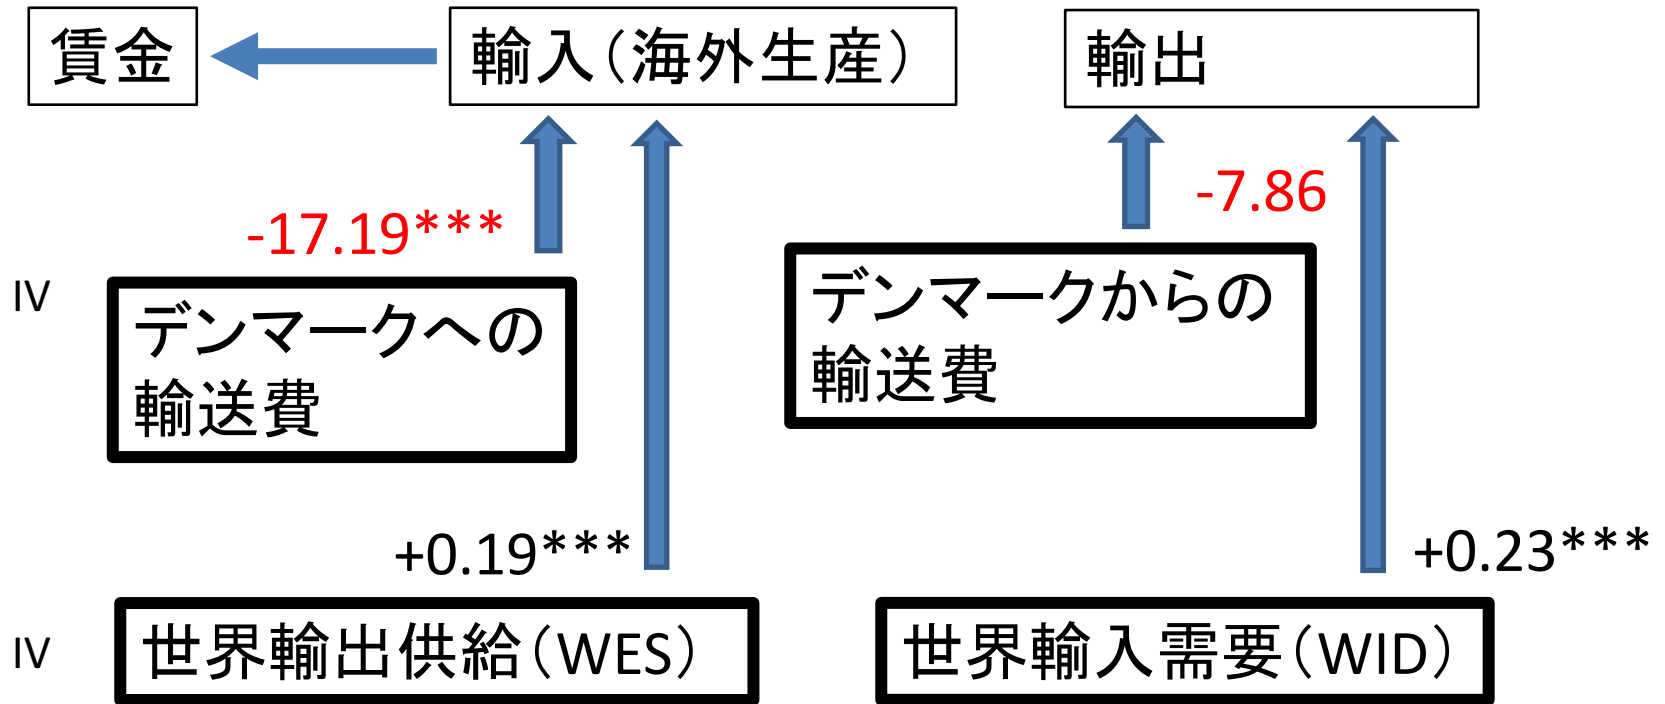 賃金
輸入(海外生産)
輸出
-17.19***
-7.86
IV
デンマークへの
輸送費
デンマークからの
輸送費
+0.19***
+0.23***
IV
世界輸出供給(WES)
世界輸入需要(WID)